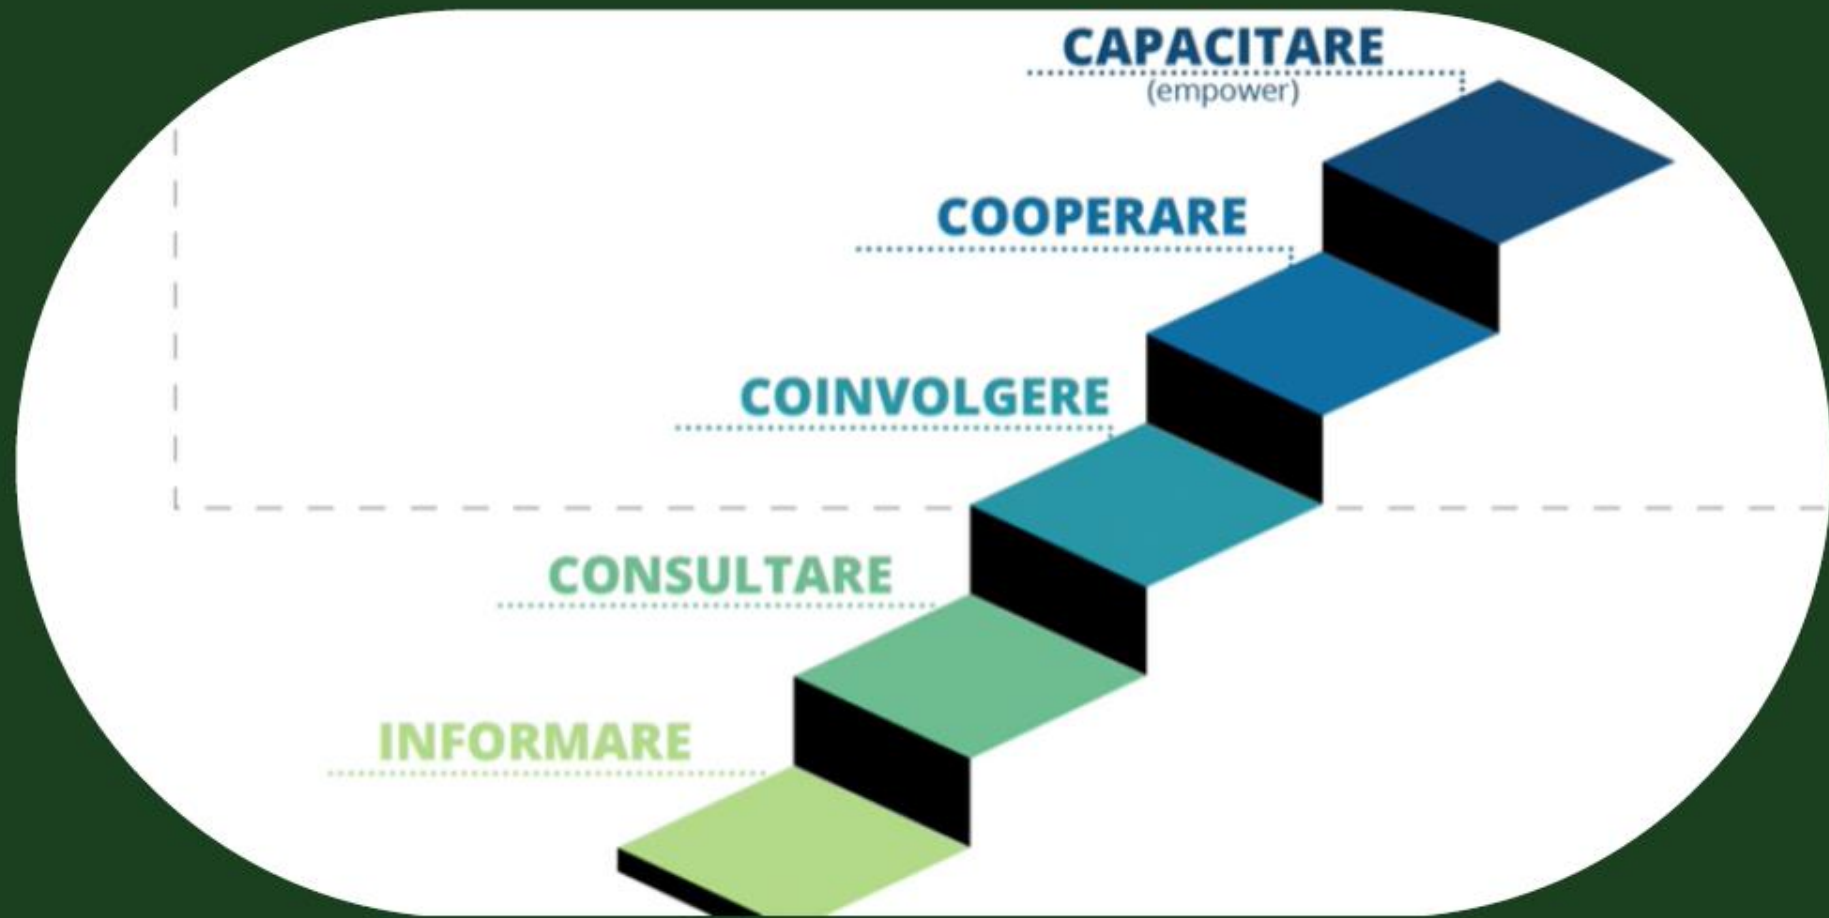 CAPACITARE
(empower)
COOPERARE
COINVOLGERE
CONSULTARE
INFORMARE